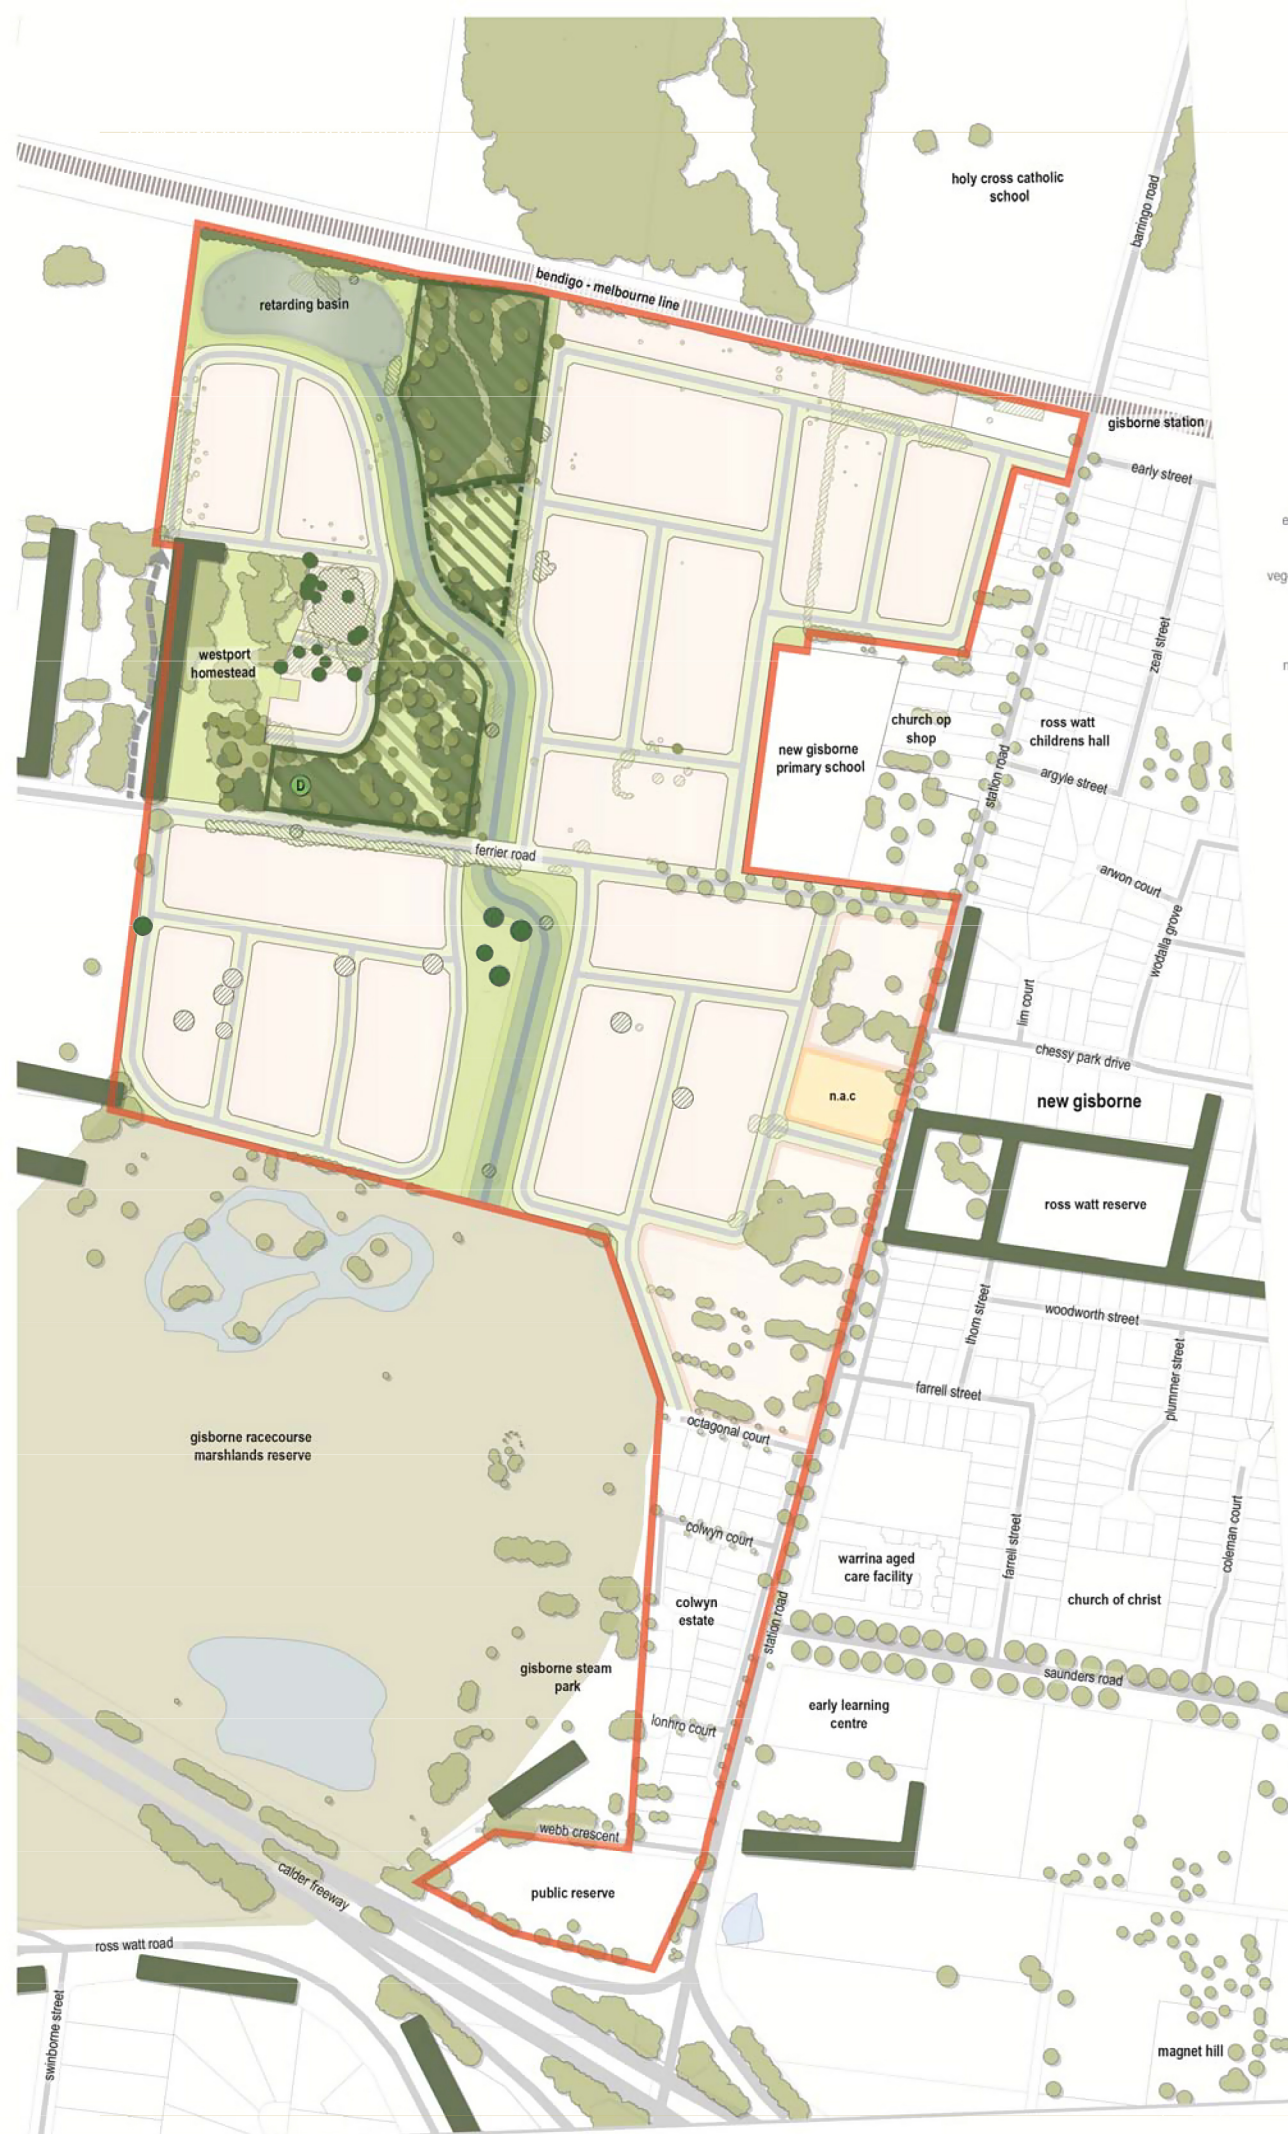 holy cross catholic
school
barringo road
retarding basin
bendigo - melbourne line
gisborne station
early street
e
veg
zeal street
westport
homestead
church op
shop
ross watt
childrens hall
new gisborne
primary school
station road
argyle street
D
ferrier road
arwon court
wodalla grove
lim court
chessy park drive
n.a.c
new gisborne
ross watt reserve
thom street
woodworth street
plummer street
farrell street
octagonal court
gisborne racecourse
marshlands reserve
colwyn court
farrell street
coleman court
warrina aged
care facility
church of christ
colwyn
estate
station road
gisborne steam
park
saunders road
early learning
centre
lonhro court
webb crescent
calder freeway
public reserve
ross watt road
swinborne street
magnet hill